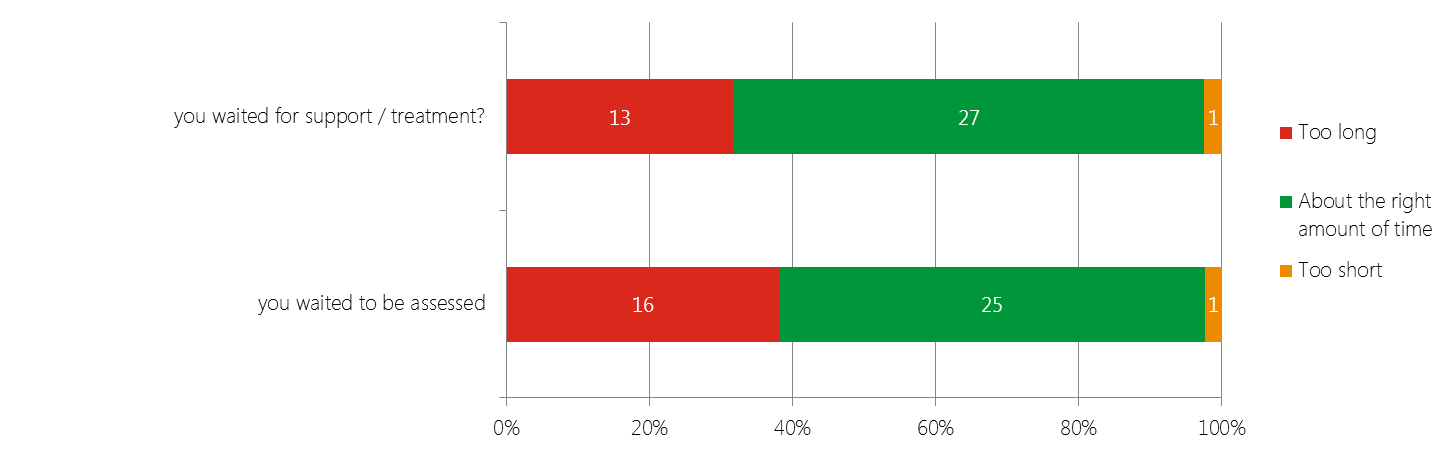 you waited for support / treatment?
13
27
1
you waited to be assessed
16
25
1
0%
20%
40%
60%
80%
100%
Too long
About the right
amount of time
Too short